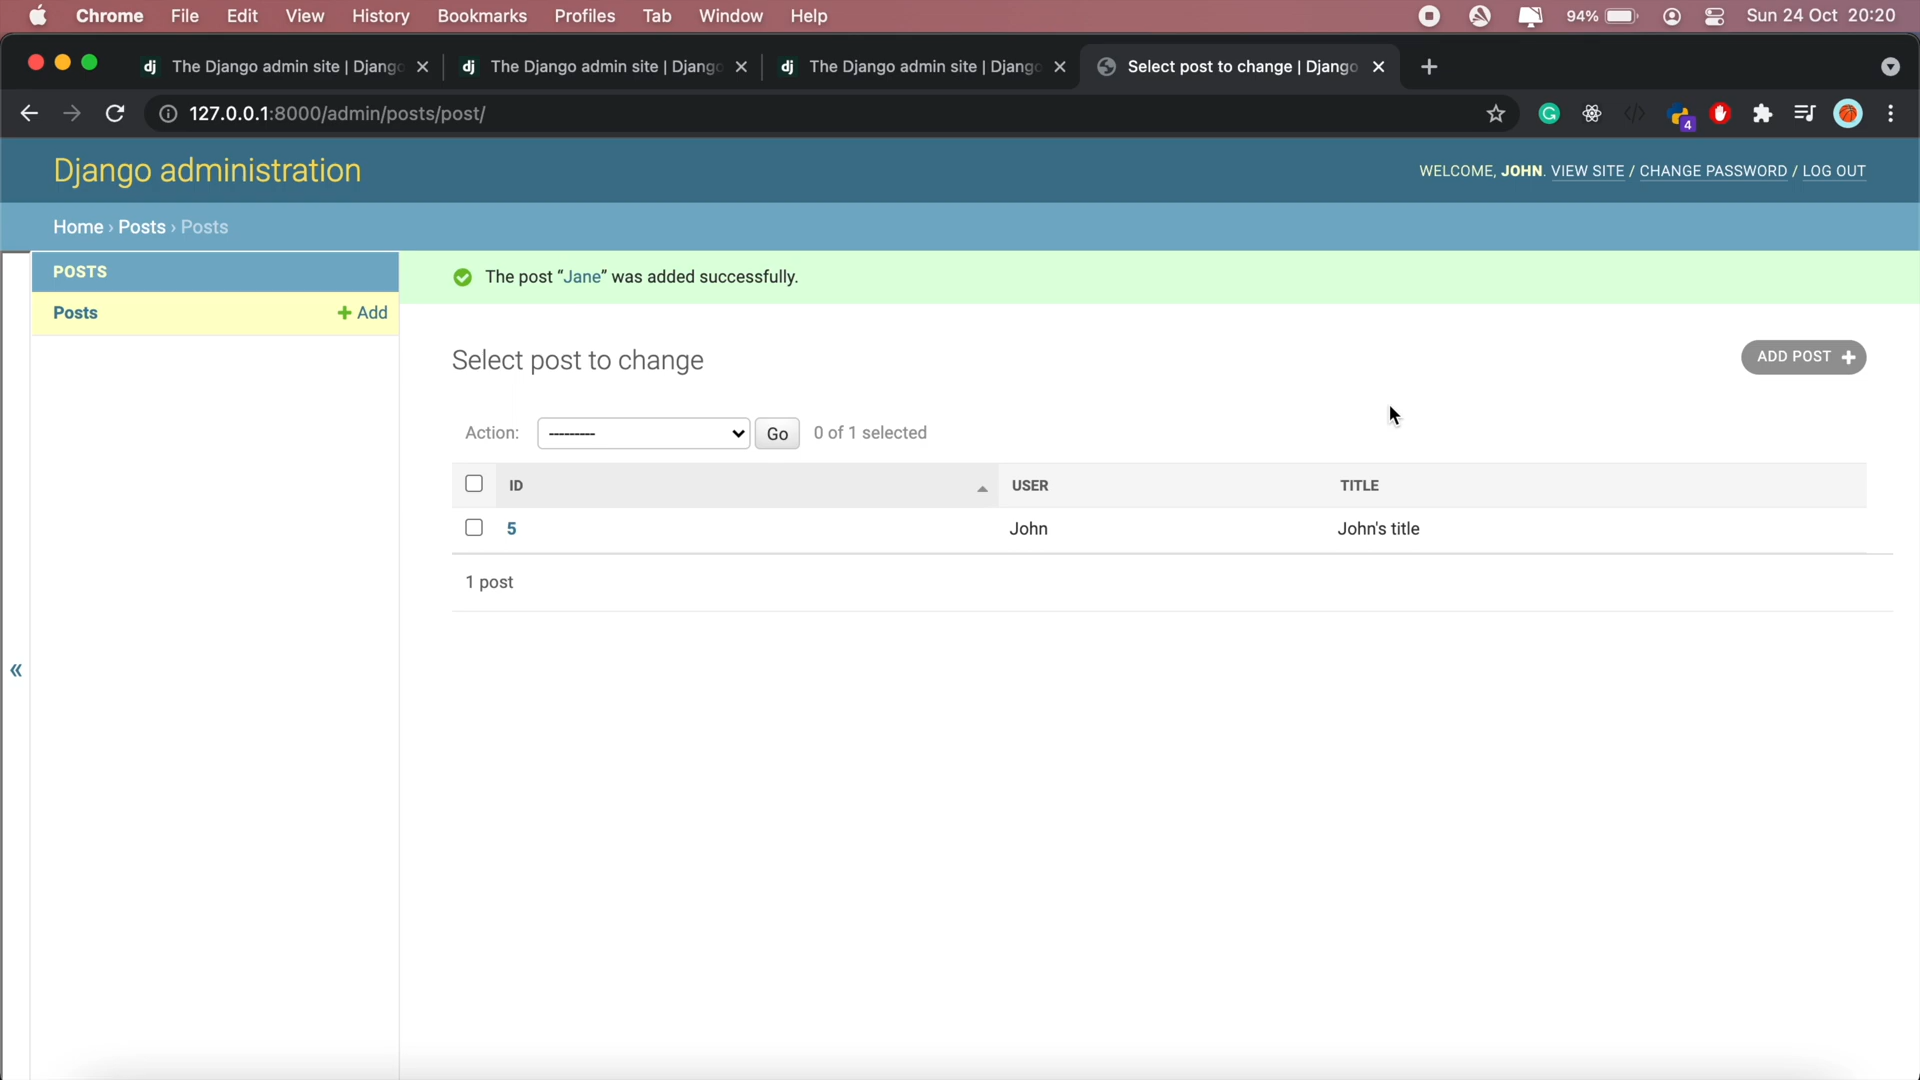 Chrome File Edit View History Bookmarks Profiles Tab Window Help 94% Sun 24 Oct 20:20
dj The Django admin site | Django dj The Django admin site | Django dj The Django admin site | Django Select post to change | Django
127.0.0.1:8000/admin/posts/post/ 4
Django administration WELCOME, JOHN. VIEW SITE / CHANGE PASSWORD / LOG OUT
Home › Posts › Posts
POSTS
Posts + Add
The post “Jane” was added successfully.
Select post to change
ADD POST +
Action: --------- Go 0 of 1 selected
ID USER TITLE
5 John John's title
1 post
«